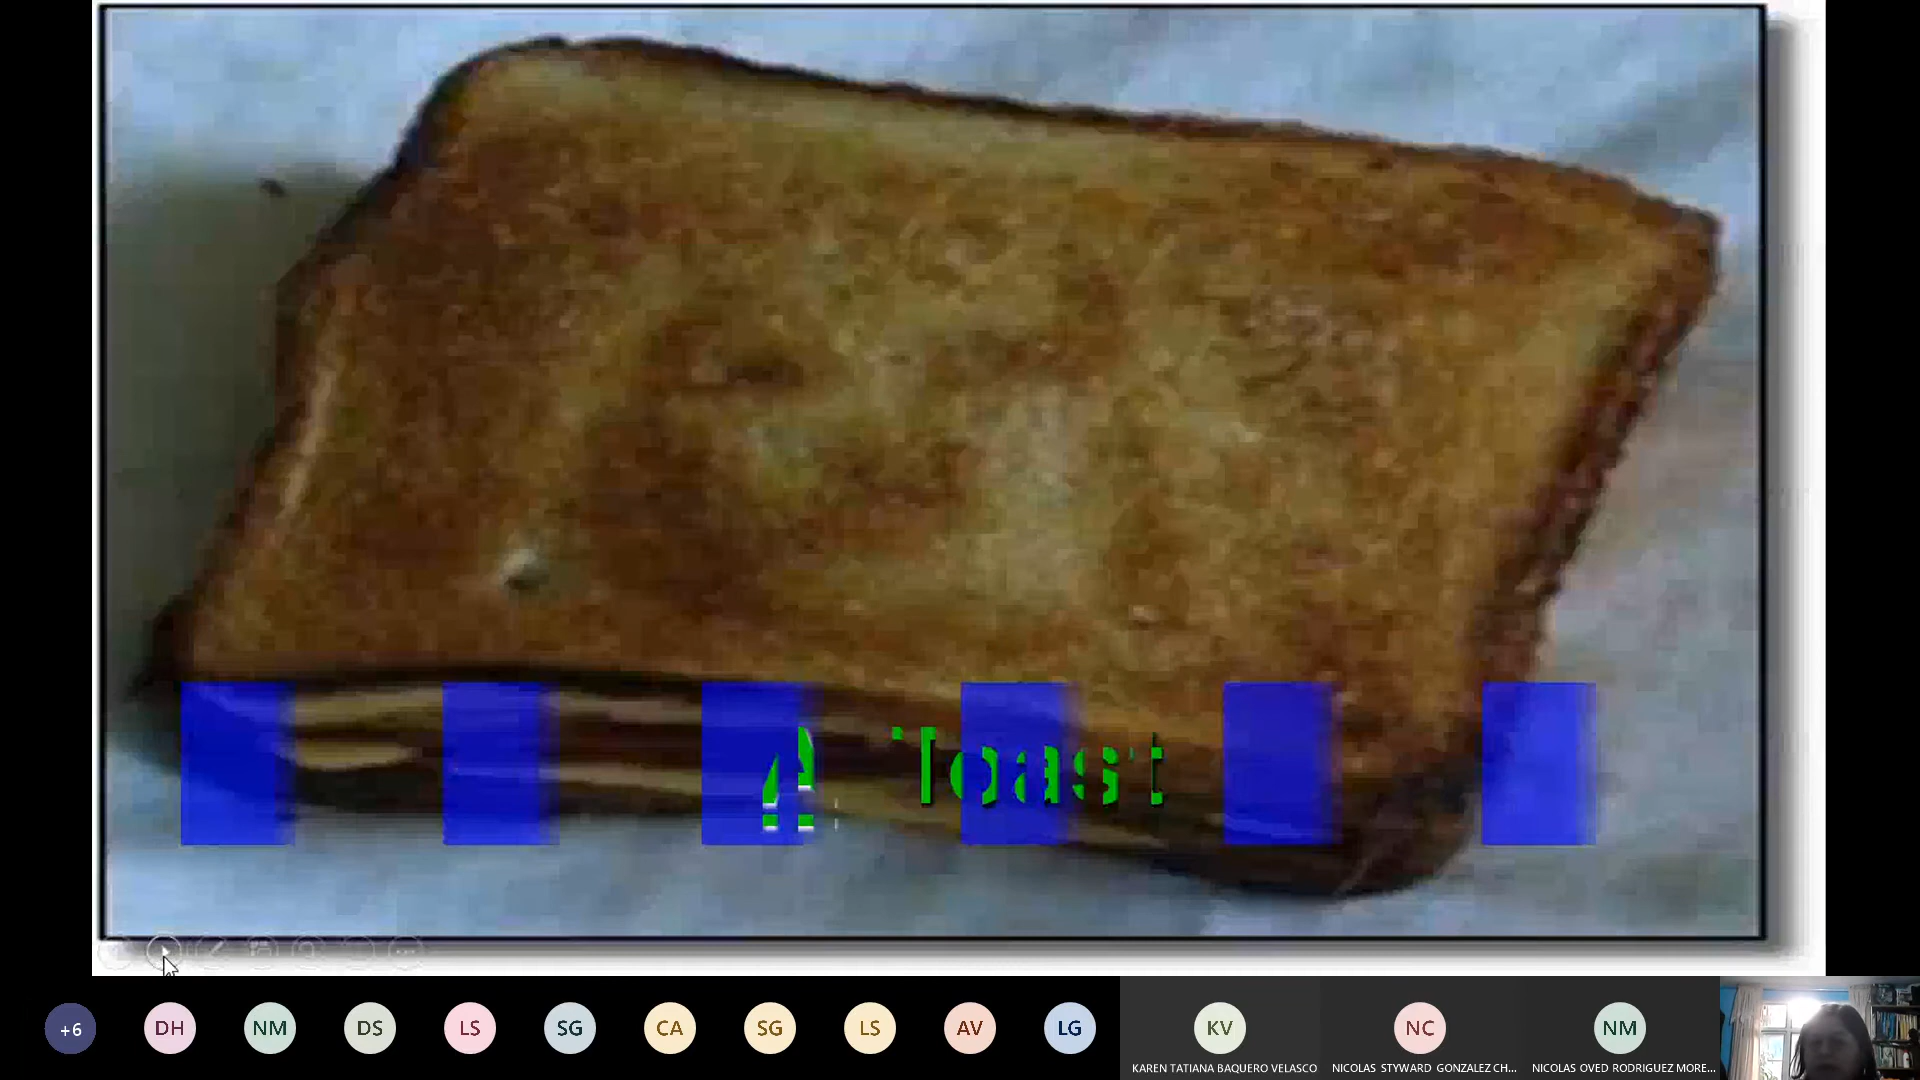 A Toast
+6
DH
NM
DS
LS
SG
CA
SG
LS
AV
LG
KV
NC
NM
KAREN TATIANA BAQUERO VELASCO
NICOLAS STYWARD GONZALEZ CH...
NICOLAS OVED RODRIGUEZ MORE...